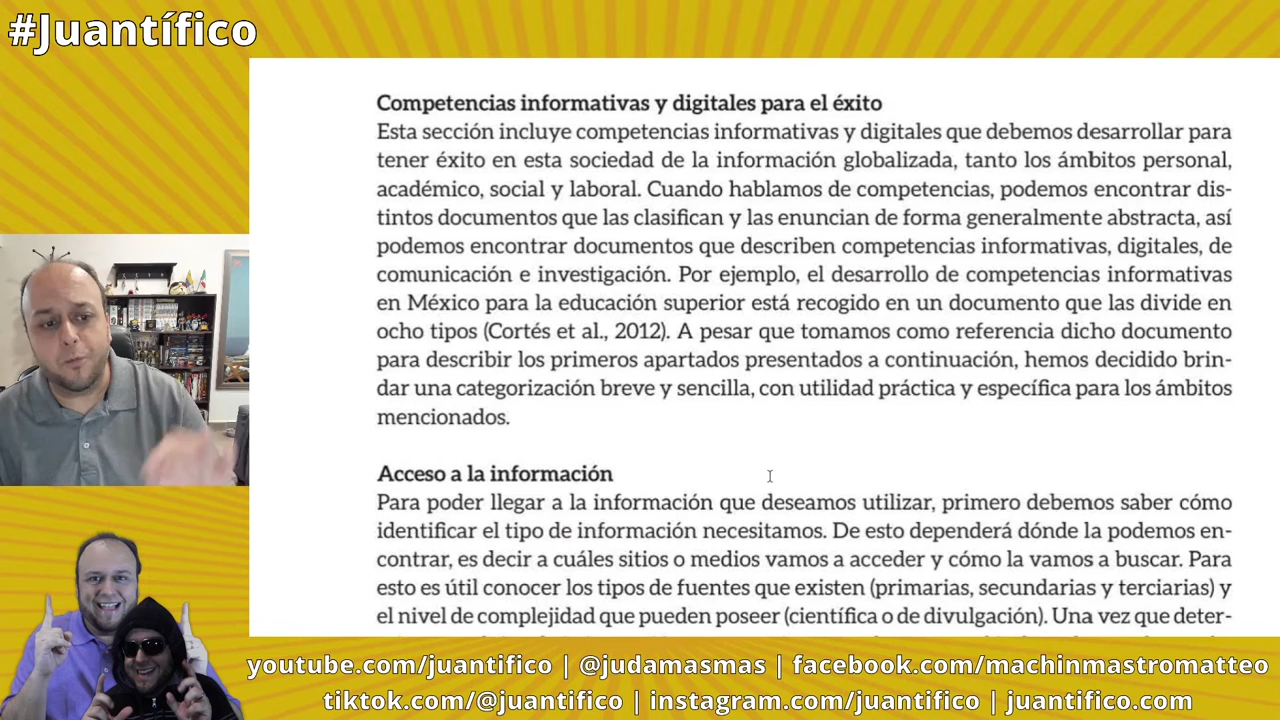 #Juantífico
Competencias informativas y digitales para el éxito
Esta sección incluye competencias informativas y digitales que debemos desarrollar para
tener éxito en esta sociedad de la información globalizada, tanto los ámbitos personal,
académico, social y laboral. Cuando hablamos de competencias, podemos encontrar dis-
tintos documentos que las clasifican y las enuncian de forma generalmente abstracta, así
podemos encontrar documentos que describen competencias informativas, digitales, de
comunicación e investigación. Por ejemplo, el desarrollo de competencias informativas
en México para la educación superior está recogido en un documento que las divide en
ocho tipos (Cortés et al., 2012). A pesar que tomamos como referencia dicho documento
para describir los primeros apartados presentados a continuación, hemos decidido brin-
dar una categorización breve y sencilla, con utilidad práctica y específica para los ámbitos
mencionados.
Acceso a la información
Para poder llegar a la información que deseamos utilizar, primero debemos saber cómo
identificar el tipo de información necesitamos. De esto dependerá dónde la podemos en-
contrar, es decir a cuáles sitios o medios vamos a acceder y cómo la vamos a buscar. Para
esto es útil conocer los tipos de fuentes que existen (primarias, secundarias y terciarias) y
el nivel de complejidad que pueden poseer (científica o de divulgación). Una vez que deter-
youtube.com/juantifico | @judamasmas | facebook.com/machinmastromatteo
tiktok.com/@juantifico | instagram.com/juantifico | juantifico.com